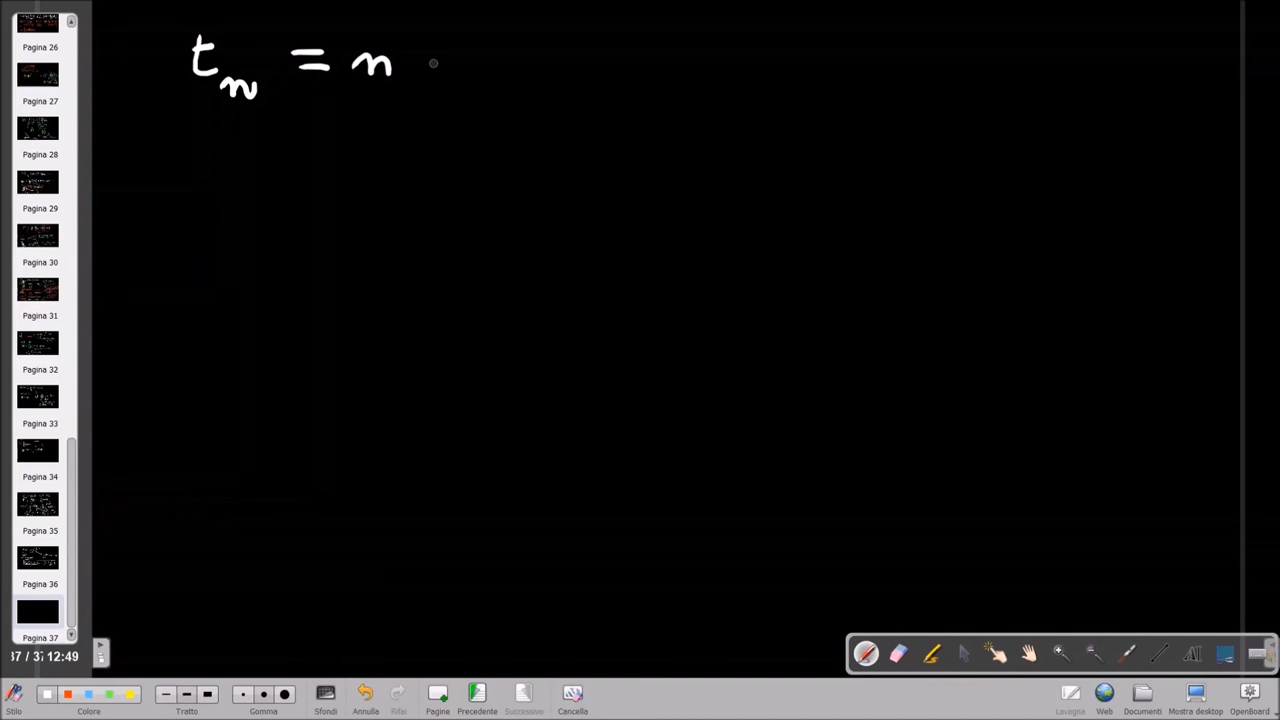 t_n = n
Pagina 26
Pagina 27
Pagina 28
Pagina 29
Pagina 30
Pagina 31
Pagina 32
Pagina 33
Pagina 34
Pagina 35
Pagina 36
Pagina 37
12:49
Stilo
Colore
Tratto
Gomma
Sfondi
Annulla
Rifai
Pagine
Precedente
Successivo
Cancella
Lavagna
Web
Documenti
Mostra desktop
OpenBoard